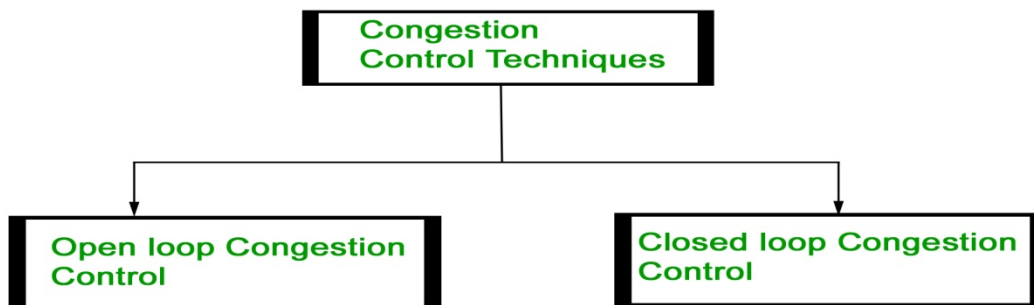 Congestion
Control Techniques
Open loop Congestion
Control
Closed loop Congestion
Control